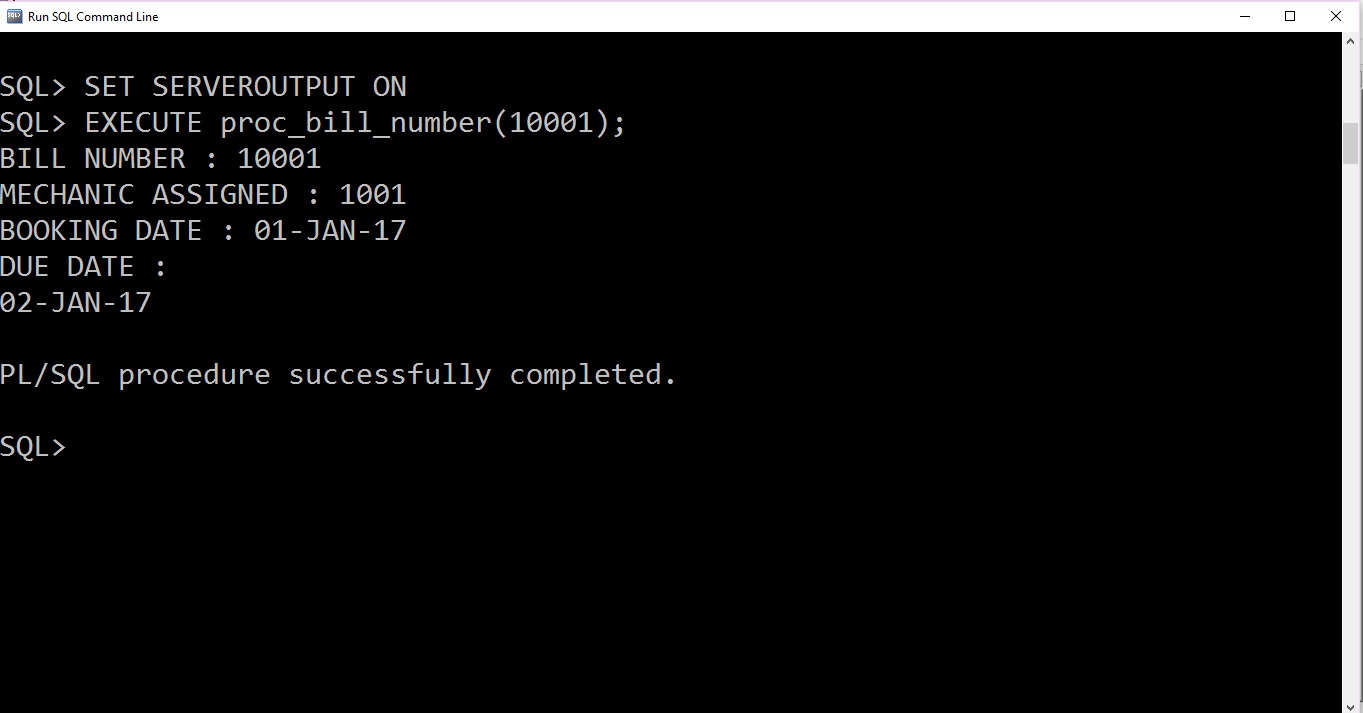 Run SQL Command Line
SQL> SET SERVEROUTPUT ON
SQL> EXECUTE proc_bill_number(10001);
BILL NUMBER : 10001
MECHANIC ASSIGNED : 1001
BOOKING DATE : 01-JAN-17
DUE DATE :
02-JAN-17
PL/SQL procedure successfully completed.
SQL>